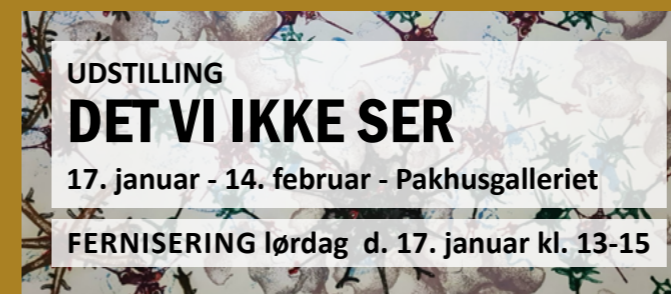 UDSTILLING
DET VI IKKE SER
17. januar - 14. februar - Pakhusgalleriet
FERNISERING lørdag d. 17. januar kl. 13-15